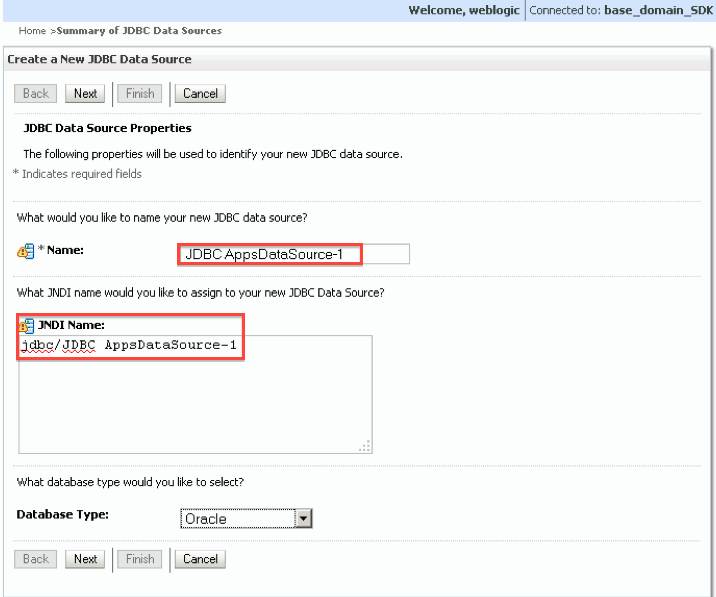 Welcome, weblogic Connected to: base_domain_SDK
Home >Summary of JDBC Data Sources
Create a New JDBC Data Source
Back Next Finish Cancel
JDBC Data Source Properties
The following properties will be used to identify your new JDBC data source.
* Indicates required fields
What would you like to name your new JDBC data source?
* Name: JDBC AppsDataSource-1
What JNDI name would you like to assign to your new JDBC Data Source?
JNDI Name:
jdbc/JDBC AppsDataSource-1
What database type would you like to select?
Database Type: Oracle
Back Next Finish Cancel